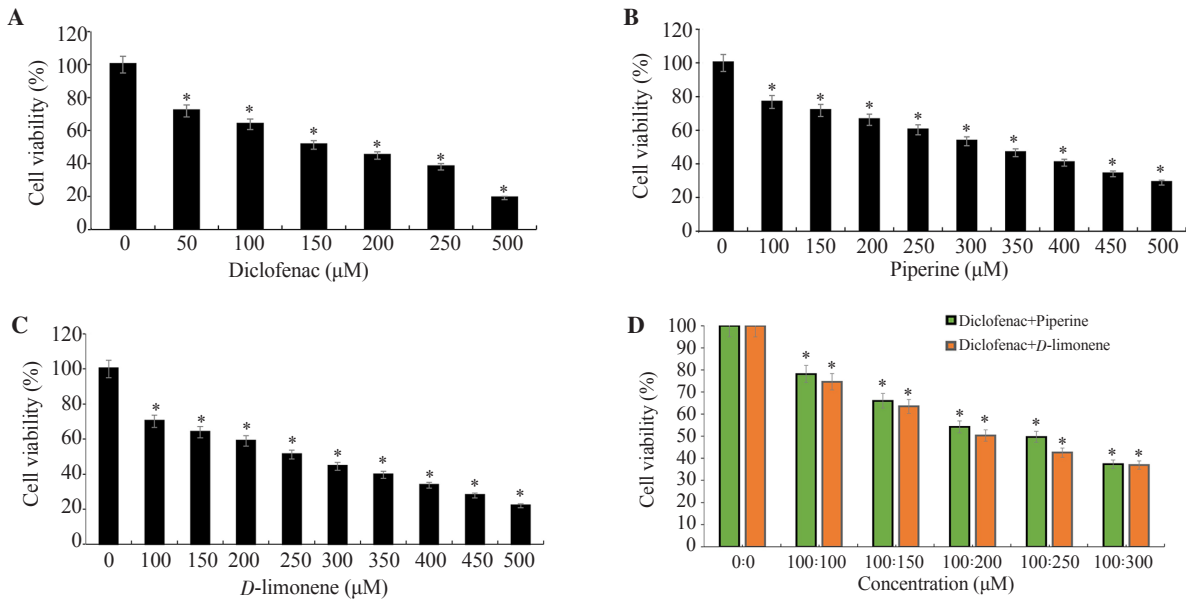 A
Cell viability (%)
120
100
80
60
40
20
0
* * * * * *
0 50 100 150 200 250 500
Diclofenac (μM)
B
Cell viability (%)
120
100
80
60
40
20
0
* * * * * * * * *
0 100 150 200 250 300 350 400 450 500
Piperine (μM)
C
Cell viability (%)
120
100
80
60
40
20
0
* * * * * * * * *
0 100 150 200 250 300 350 400 450 500
D-limonene (μM)
D
Cell viability (%)
100
90
80
70
60
50
40
30
20
10
0
Diclofenac+Piperine
Diclofenac+D-limonene
* * * * * * * * * *
0:0 100:100 100:150 100:200 100:250 100:300
Concentration (μM)